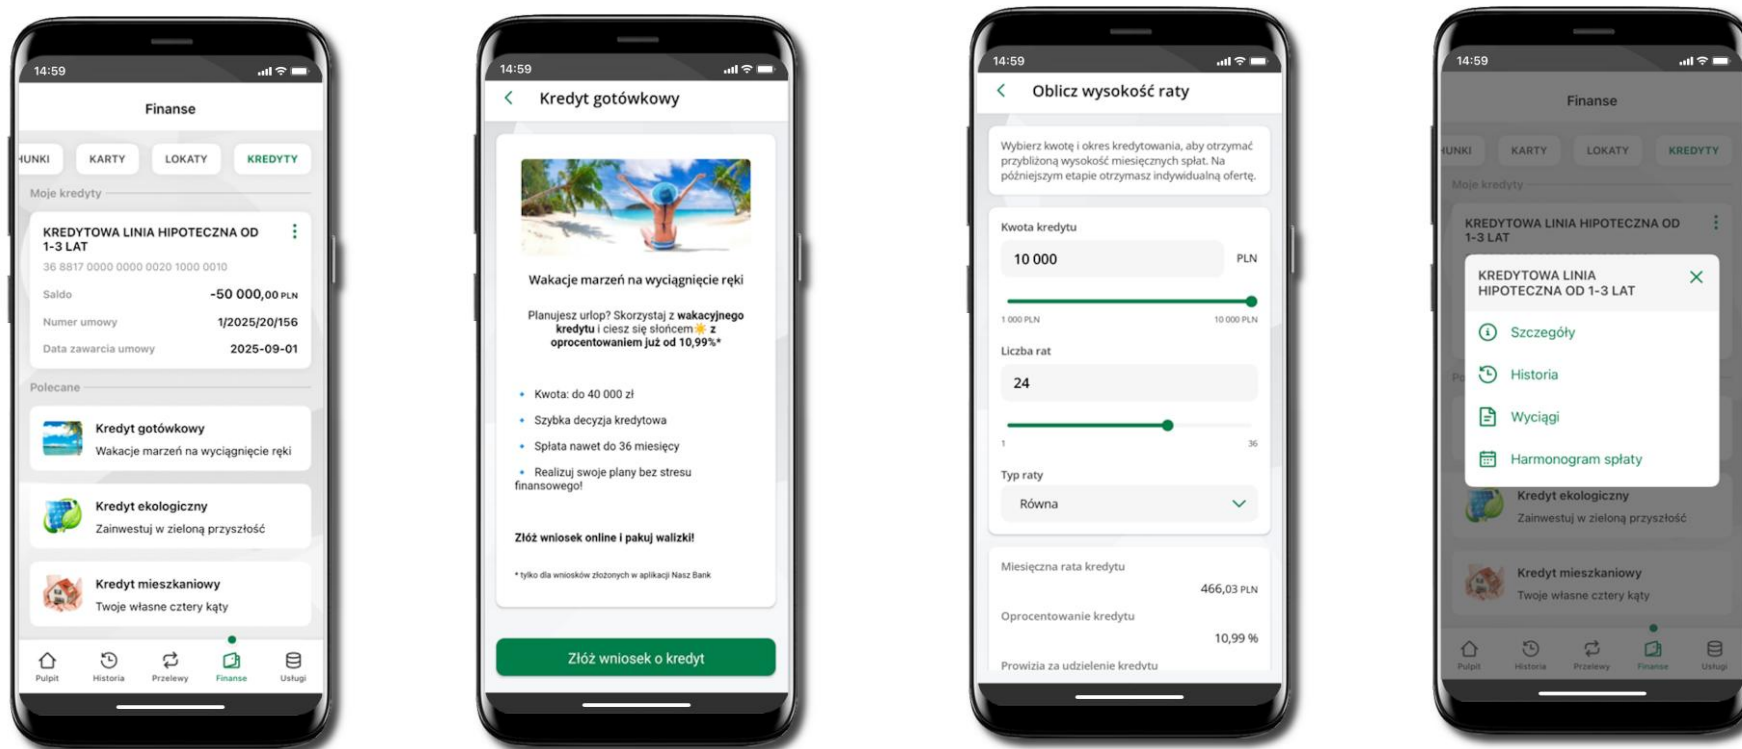 14:59
Finanse
HUNKI
KARTY
LOKATY
KREDYTY
Moje kredyty
KREDYTOWA LINIA HIPOTECZNA OD
1-3 LAT
36 8817 0000 0000 0020 1000 0010
Saldo -50 000,00 PLN
Numer umowy 1/2025/20/156
Data zawarcia umowy 2025-09-01
Polecane
Kredyt gotówkowy
Wakacje marzeń na wyciągnięcie ręki
Kredyt ekologiczny
Zainwestuj w zieloną przyszłość
Kredyt mieszkaniowy
Twoje własne cztery kąty
Pulpit Historia Przelewy Finanse Usługi
14:59
Kredyt gotówkowy
Wakacje marzeń na wyciągnięcie ręki
Planujesz urlop? Skorzystaj z wakacyjnego
kredytu i ciesz się słońcem☀️ z
oprocentowaniem już od 10,99%*
Kwota: do 40 000 zł
Szybka decyzja kredytowa
Spłata nawet do 36 miesięcy
Realizuj swoje plany bez stresu
finansowego!
Złóż wniosek online i pakuj walizki!
* tylko dla wniosków złożonych w aplikacji Nasz Bank
Złóż wniosek o kredyt
14:59
Oblicz wysokość raty
Wybierz kwotę i okres kredytowania, aby otrzymać
przybliżoną wysokość miesięcznych spłat. Na
późniejszym etapie otrzymasz indywidualną ofertę.
Kwota kredytu
10 000 PLN
1 000 PLN 10 000 PLN
Liczba rat
24
1 36
Typ raty
Równa
Miesięczna rata kredytu
466,03 PLN
Oprocentowanie kredytu
10,99 %
Prowizja za udzielenie kredytu
14:59
Finanse
HUNKI
KARTY
LOKATY
KREDYTY
Moje kredyty
KREDYTOWA LINIA HIPOTECZNA OD
1-3 LAT
KREDYTOWA LINIA
HIPOTECZNA OD 1-3 LAT
Szczegóły
Historia
Wyciągi
Harmonogram spłaty
Kredyt ekologiczny
Zainwestuj w zieloną przyszłość
Kredyt mieszkaniowy
Twoje własne cztery kąty
Pulpit Historia Przelewy Finanse Usługi